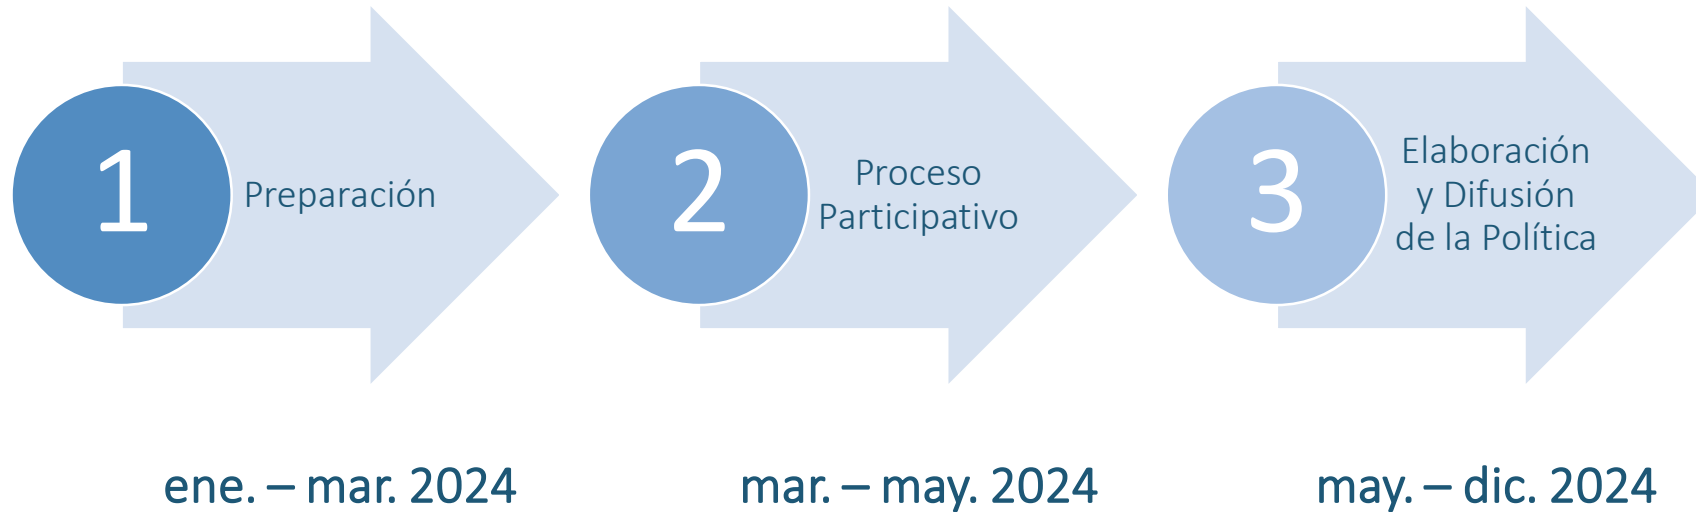 1
Preparación
ene. – mar. 2024
2
Proceso
Participativo
mar. – may. 2024
3
Elaboración
y Difusión
de la Política
may. – dic. 2024